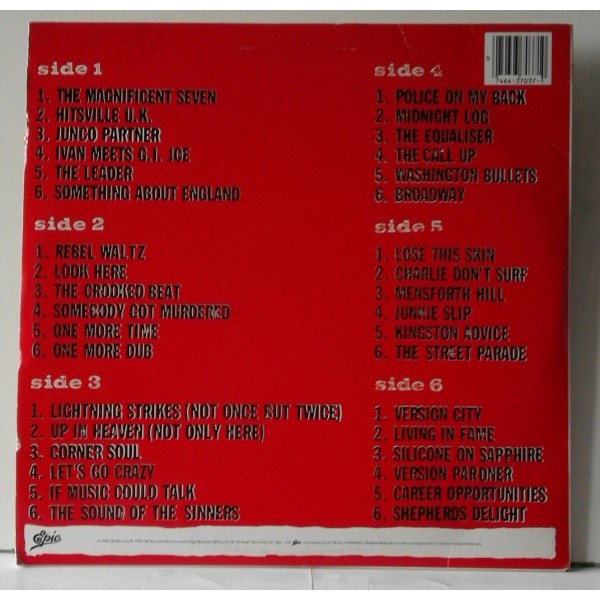 side 1
1. THE MAGNIFICENT SEVEN
2. HITSVILLE U.K.
3. JUNCO PARTNER
4. IVAN MEETS G.I. JOE
5. THE LEADER
6. SOMETHING ABOUT ENGLAND
side 2
1. REBEL WALTZ
2. LOOK HERE
3. THE CROOKED BEAT
4. SOMEBODY GOT MURDERED
5. ONE MORE TIME
6. ONE MORE DUB
side 3
1. LIGHTNING STRIKES (NOT ONCE BUT TWICE)
2. UP IN HEAVEN (NOT ONLY HERE)
3. CORNER SOUL
4. LET'S GO CRAZY
5. IF MUSIC COULD TALK
6. THE SOUND OF THE SINNERS
side 4
1. POLICE ON MY BACK
2. MIDNIGHT LOG
3. THE EQUALISER
4. THE CALL UP
5. WASHINGTON BULLETS
6. BROADWAY
side 5
1. LOSE THIS SKIN
2. CHARLIE DON'T SURF
3. MENSFORTH HILL
4. JUNKIE SLIP
5. KINGSTON ADVICE
6. THE STREET PARADE
side 6
1. VERSION CITY
2. LIVING IN FAME
3. SILICONE ON SAPPHIRE
4. VERSION PARDNER
5. CAREER OPPORTUNITIES
6. SHEPHERDS DELIGHT
Epic